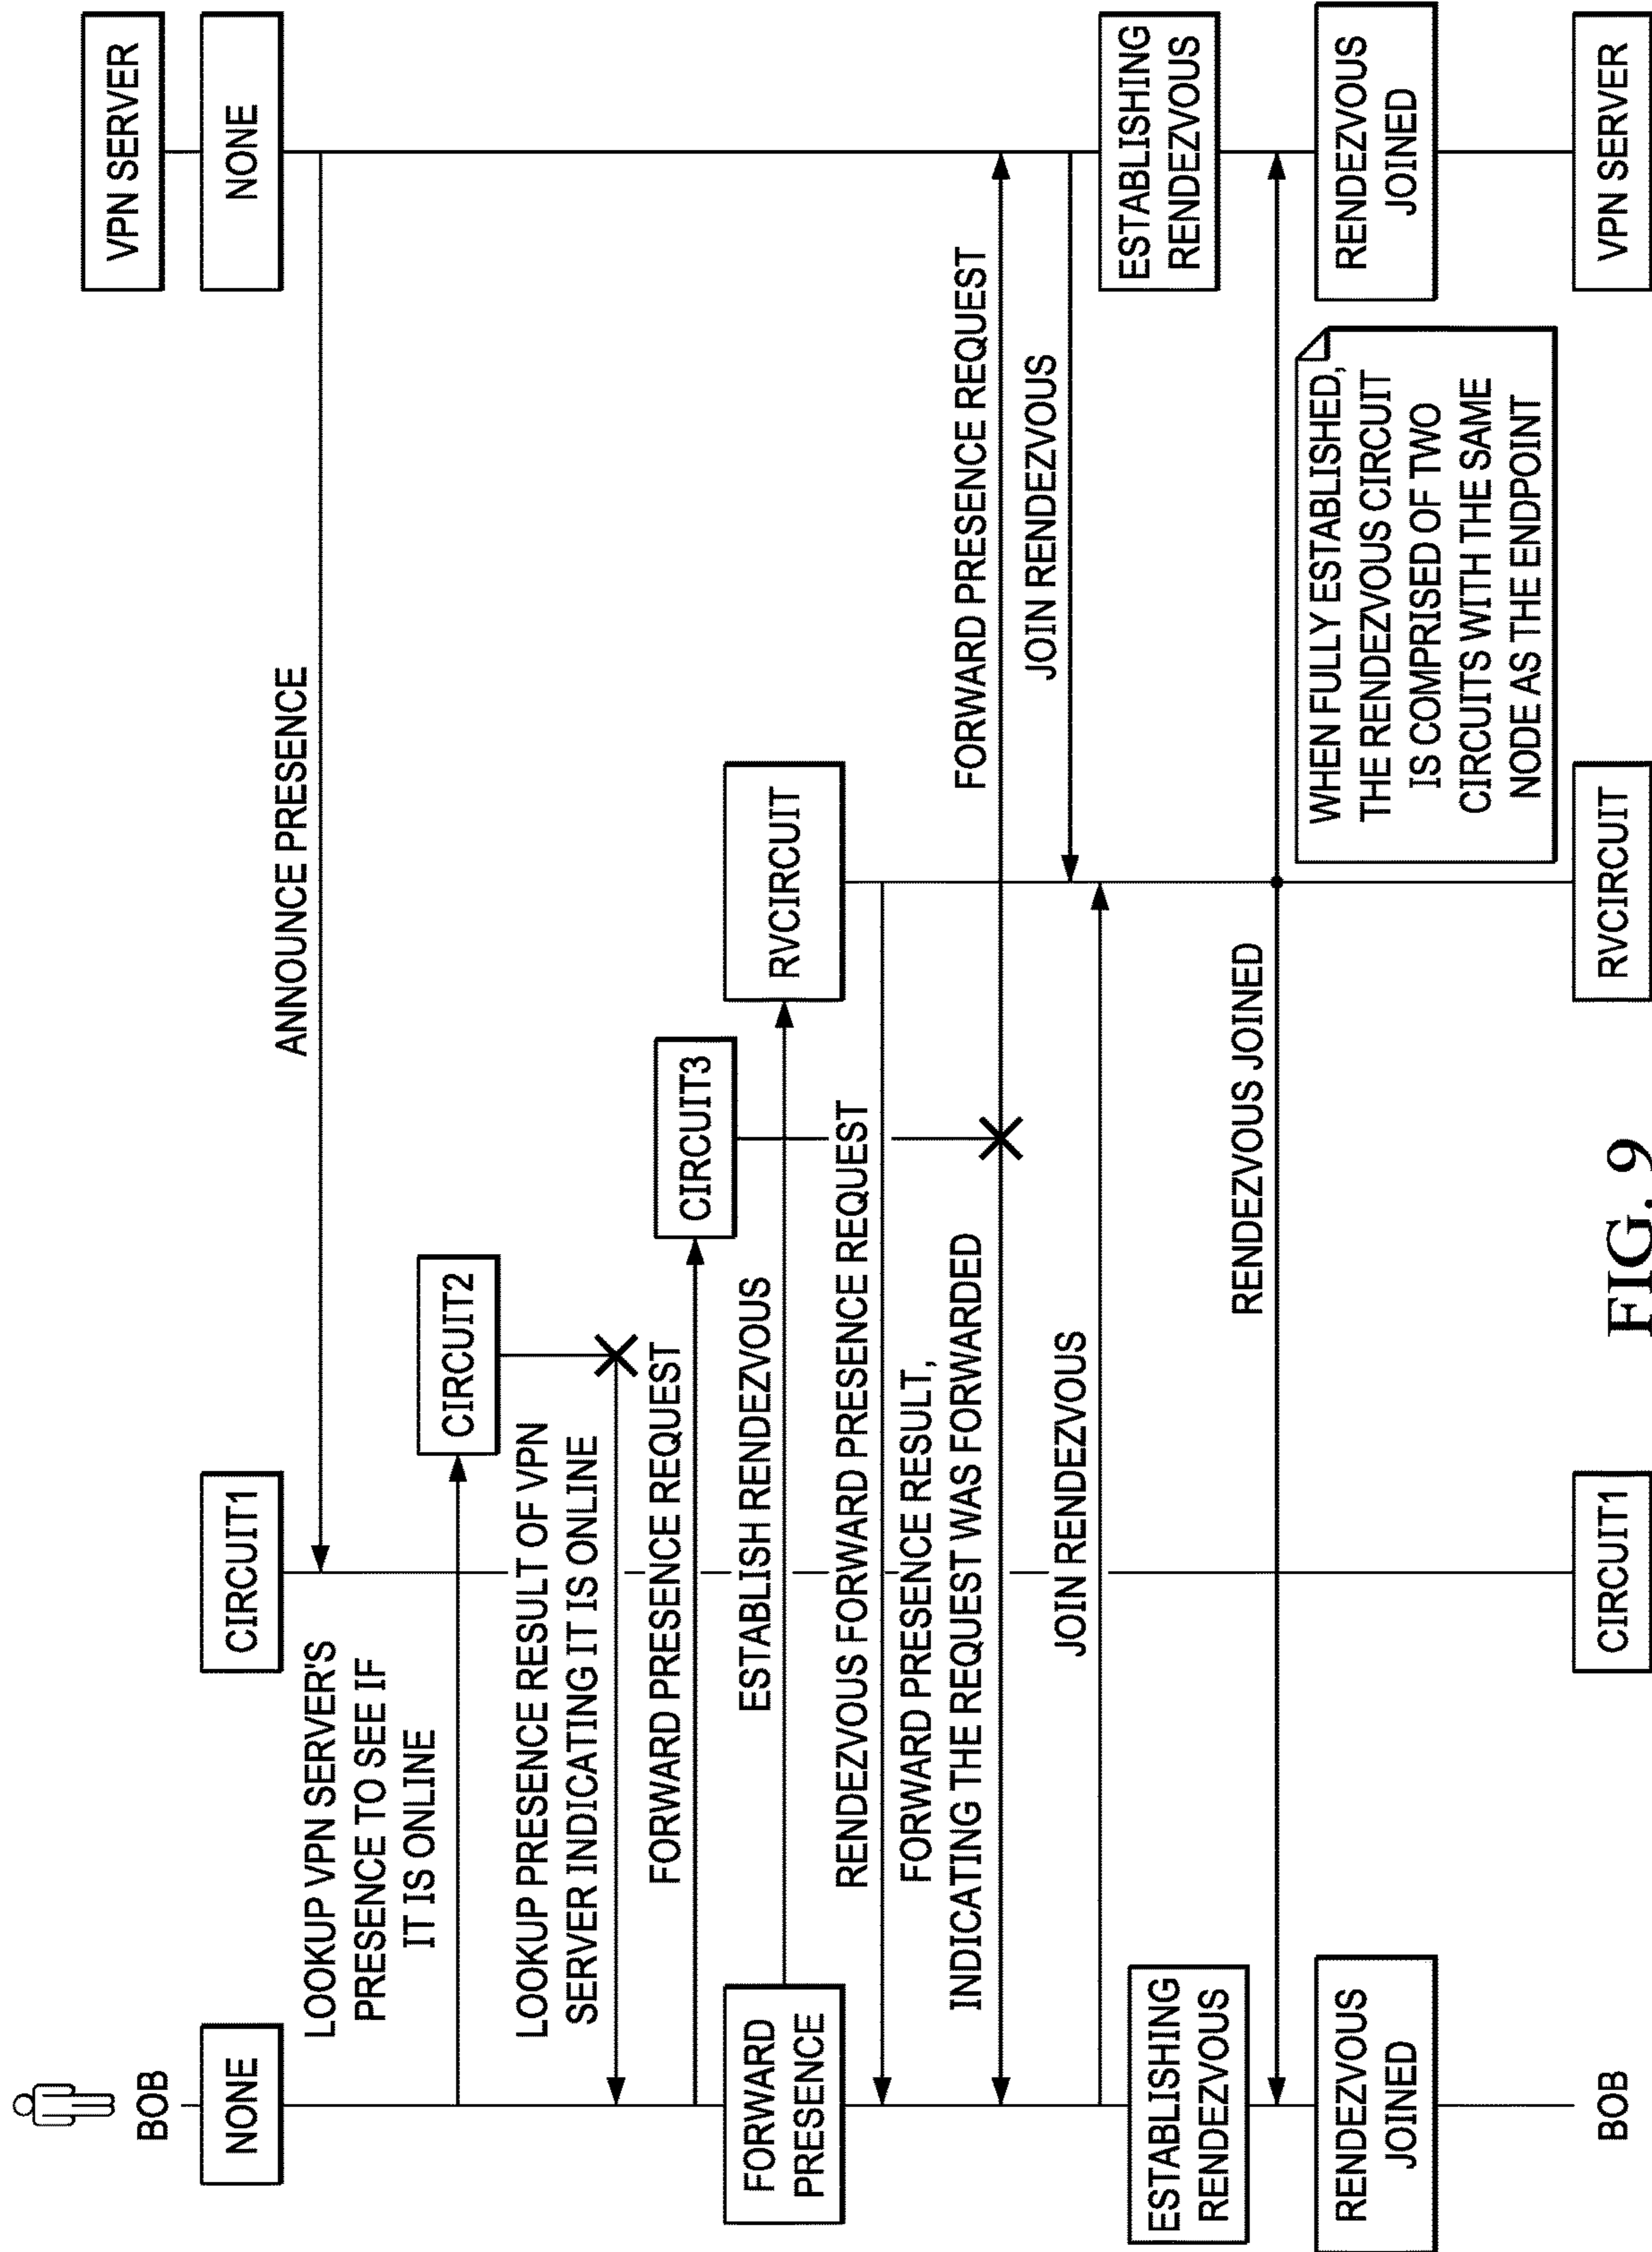 BOB
CIRCUIT1
VPN SERVER
NONE
NONE
ANNOUNCE PRESENCE
LOOKUP VPN SERVER'S
PRESENCE TO SEE IF
IT IS ONLINE
CIRCUIT2
LOOKUP PRESENCE RESULT OF VPN
SERVER INDICATING IT IS ONLINE
FORWARD PRESENCE REQUEST
CIRCUIT3
FORWARD
PRESENCE
ESTABLISH RENDEZVOUS
RVCIRCUIT
RENDEZVOUS FORWARD PRESENCE REQUEST
FORWARD PRESENCE RESULT,
INDICATING THE REQUEST WAS FORWARDED
FORWARD PRESENCE REQUEST
JOIN RENDEZVOUS
JOIN RENDEZVOUS
ESTABLISHING
RENDEZVOUS
ESTABLISHING
RENDEZVOUS
RENDEZVOUS JOINED
RENDEZVOUS
JOINED
WHEN FULLY ESTABLISHED,
THE RENDEZVOUS CIRCUIT
IS COMPRISED OF TWO
CIRCUITS WITH THE SAME
NODE AS THE ENDPOINT
RENDEZVOUS
JOINED
BOB
CIRCUIT1
RVCIRCUIT
VPN SERVER
FIG. 9